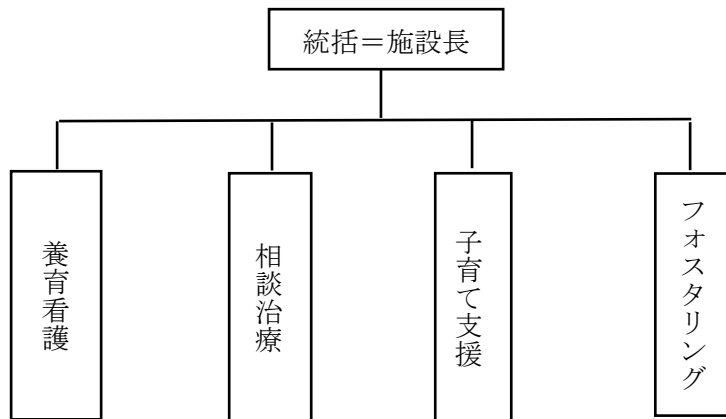 統括＝施設長
養育看護
相談治療
子育て支援
フォスタリング